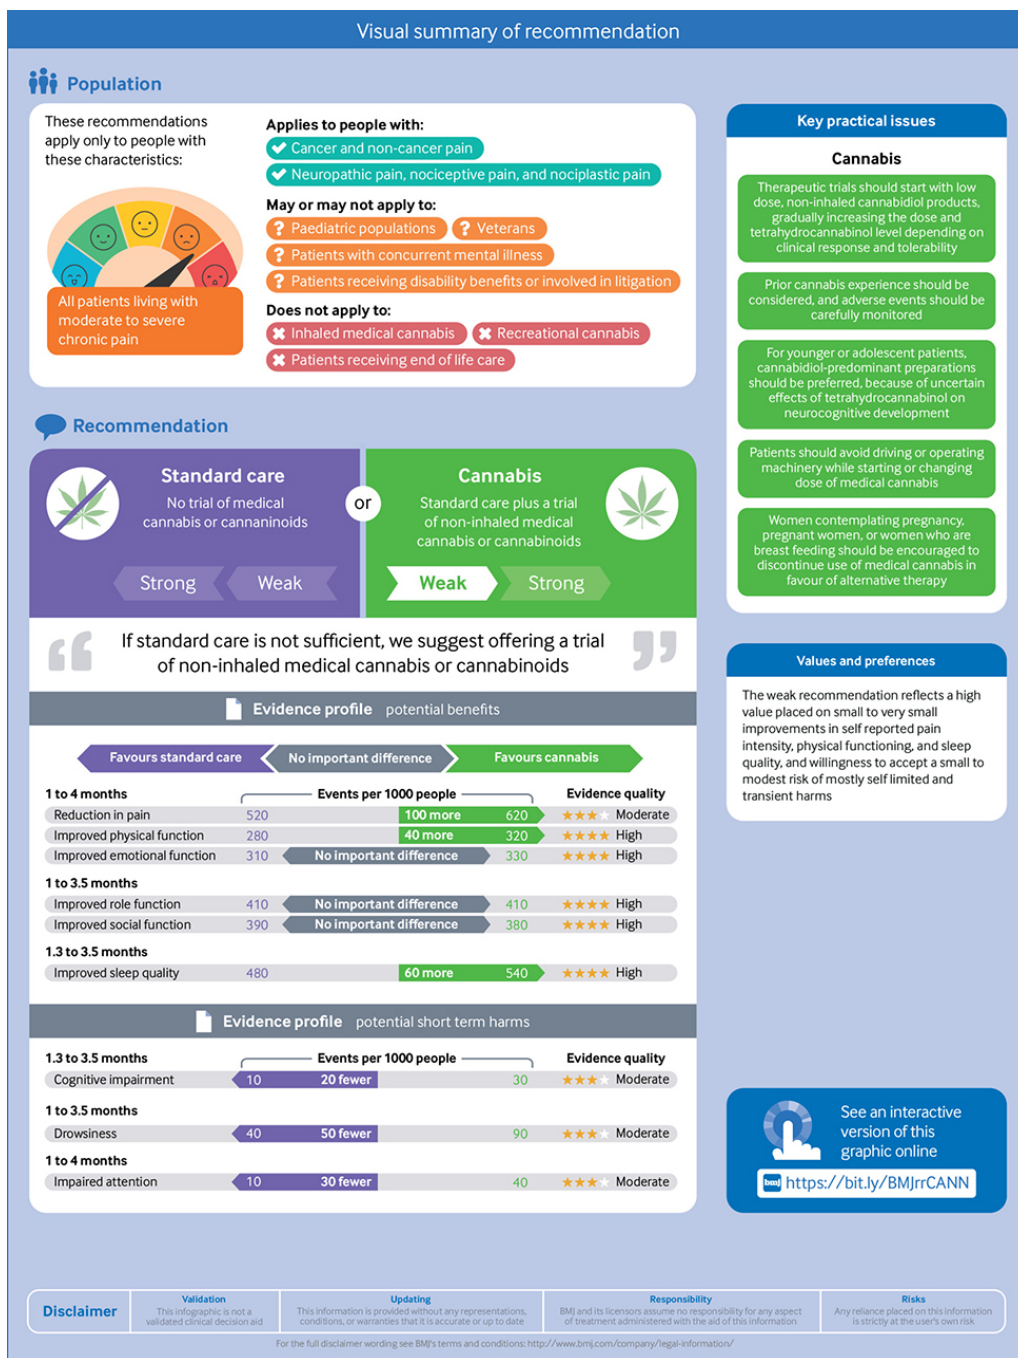 Visual summary of recommendation
Population
These recommendations
apply only to people with
these characteristics:
All patients living with
moderate to severe
chronic pain
Applies to people with:
Cancer and non-cancer pain
Neuropathic pain, nociceptive pain, and nociplastic pain
May or may not apply to:
? Paediatric populations ? Veterans
? Patients with concurrent mental illness
? Patients receiving disability benefits or involved in litigation
Does not apply to:
Inhaled medical cannabis Recreational cannabis
Patients receiving end of life care
Recommendation
Standard care
No trial of medical
cannabis or cannaninoids
Strong Weak
or
Cannabis
Standard care plus a trial
of non-inhaled medical
cannabis or cannabinoids
Weak Strong
“ If standard care is not sufficient, we suggest offering a trial
of non-inhaled medical cannabis or cannabinoids ”
Evidence profile potential benefits
Favours standard care No important difference Favours cannabis
1 to 4 months Events per 1000 people Evidence quality
Reduction in pain 520 100 more 620 Moderate
Improved physical function 280 40 more 320 High
Improved emotional function 310 No important difference 330 High
1 to 3.5 months
Improved role function 410 No important difference 410 High
Improved social function 390 No important difference 380 High
1.3 to 3.5 months
Improved sleep quality 480 60 more 540 High
Evidence profile potential short term harms
1.3 to 3.5 months Events per 1000 people Evidence quality
Cognitive impairment 10 20 fewer 30 Moderate
1 to 3.5 months
Drowsiness 40 50 fewer 90 Moderate
1 to 4 months
Impaired attention 10 30 fewer 40 Moderate
Key practical issues
Cannabis
Therapeutic trials should start with low
dose, non-inhaled cannabidiol products,
gradually increasing the dose and
tetrahydrocannabinol level depending on
clinical response and tolerability
Prior cannabis experience should be
considered, and adverse events should be
carefully monitored
For younger or adolescent patients,
cannabidiol-predominant preparations
should be preferred, because of uncertain
effects of tetrahydrocannabinol on
neurocognitive development
Patients should avoid driving or operating
machinery while starting or changing
dose of medical cannabis
Women contemplating pregnancy,
pregnant women, or women who are
breast feeding should be encouraged to
discontinue use of medical cannabis in
favour of alternative therapy
Values and preferences
The weak recommendation reflects a high
value placed on small to very small
improvements in self reported pain
intensity, physical functioning, and sleep
quality, and willingness to accept a small to
modest risk of mostly self limited and
transient harms
See an interactive
version of this
graphic online
bmj https://bit.ly/BMJrrCANN
Disclaimer
Validation
This infographic is not a
validated clinical decision aid
Updating
This information is provided without any representations,
conditions, or warranties that it is accurate or up to date
Responsibility
BMJ and its licensors assume no responsibility for any aspect
of treatment administered with the aid of this information
Risks
Any reliance placed on this information
is strictly at the user's own risk
For the full disclaimer wording see BMJ's terms and conditions: http://www.bmj.com/company/legal-information/